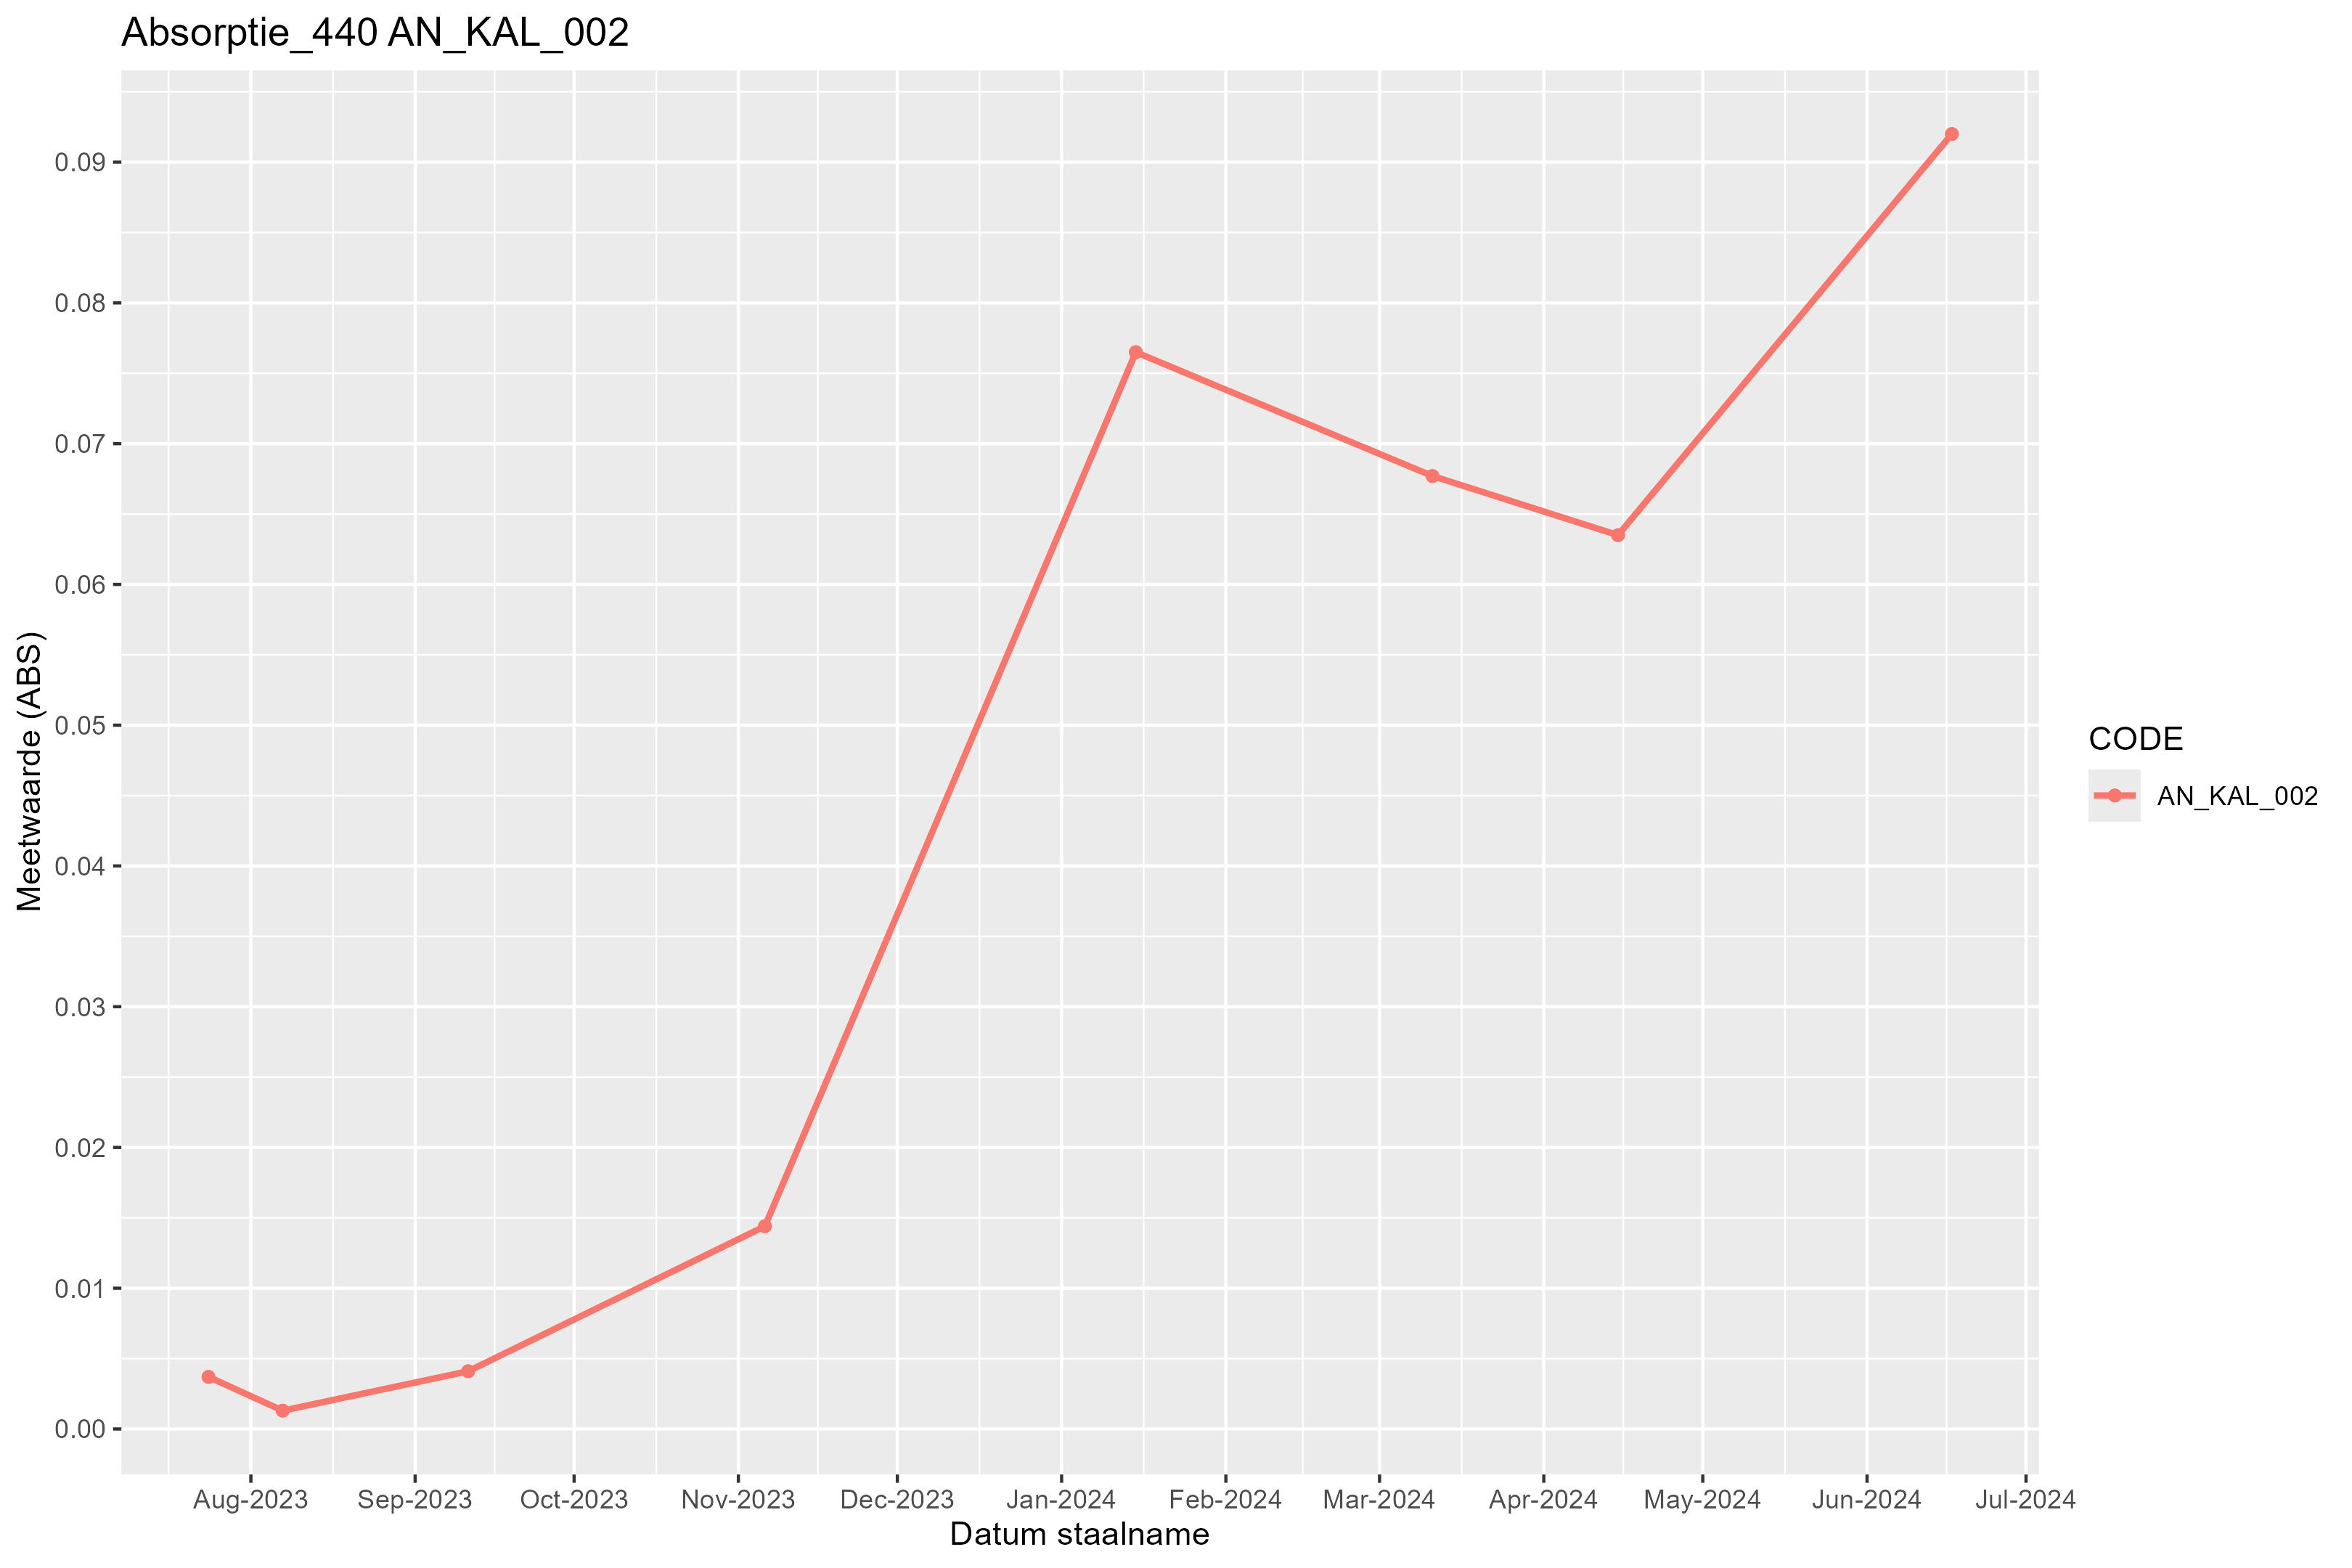 Absorptie_440 AN_KAL_002
Meetwaarde (ABS)
0.09
0.08
0.07
0.06
0.05
0.04
0.03
0.02
0.01
0.00
Aug-2023 Sep-2023 Oct-2023 Nov-2023 Dec-2023 Jan-2024 Feb-2024 Mar-2024 Apr-2024 May-2024 Jun-2024 Jul-2024
Datum staalname
CODE
AN_KAL_002